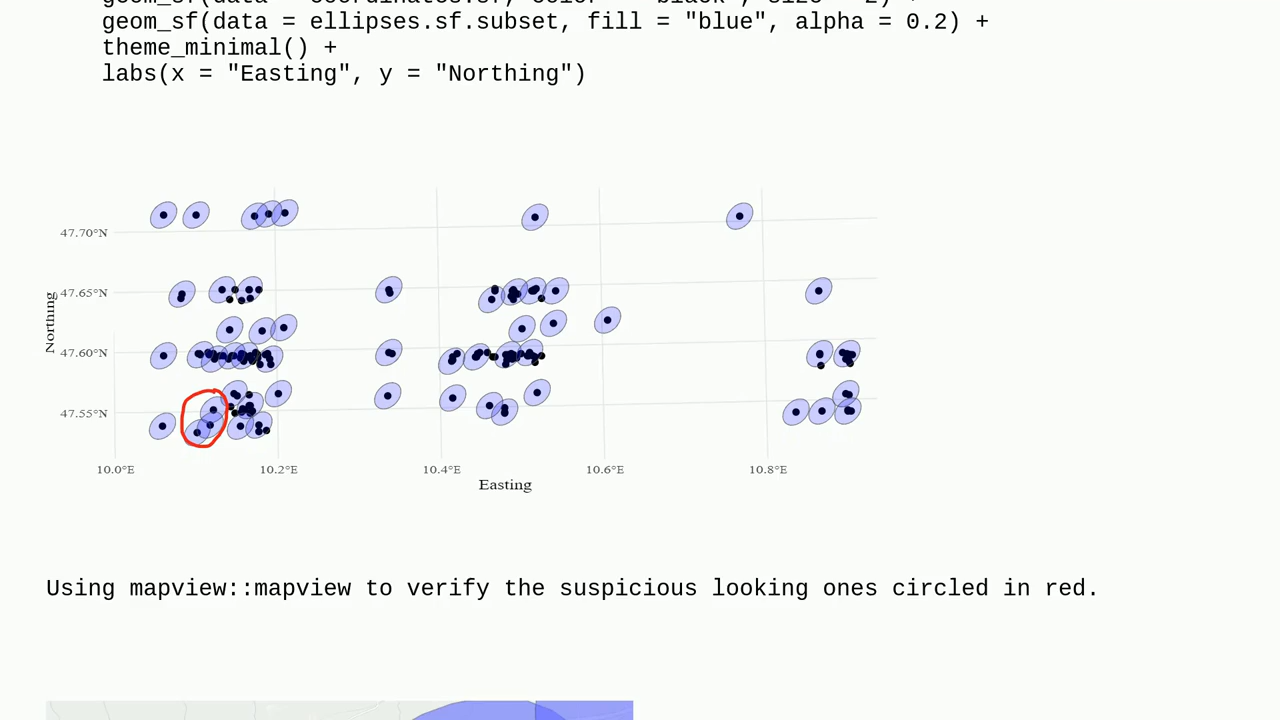 geom_sf(data = ellipses.sf.subset, fill = "blue", alpha = 0.2) +
theme_minimal() +
labs(x = "Easting", y = "Northing")
47.70°N
47.65°N
47.60°N
47.55°N
Northing
10.0°E 10.2°E 10.4°E 10.6°E 10.8°E
Easting
Using mapview::mapview to verify the suspicious looking ones circled in red.